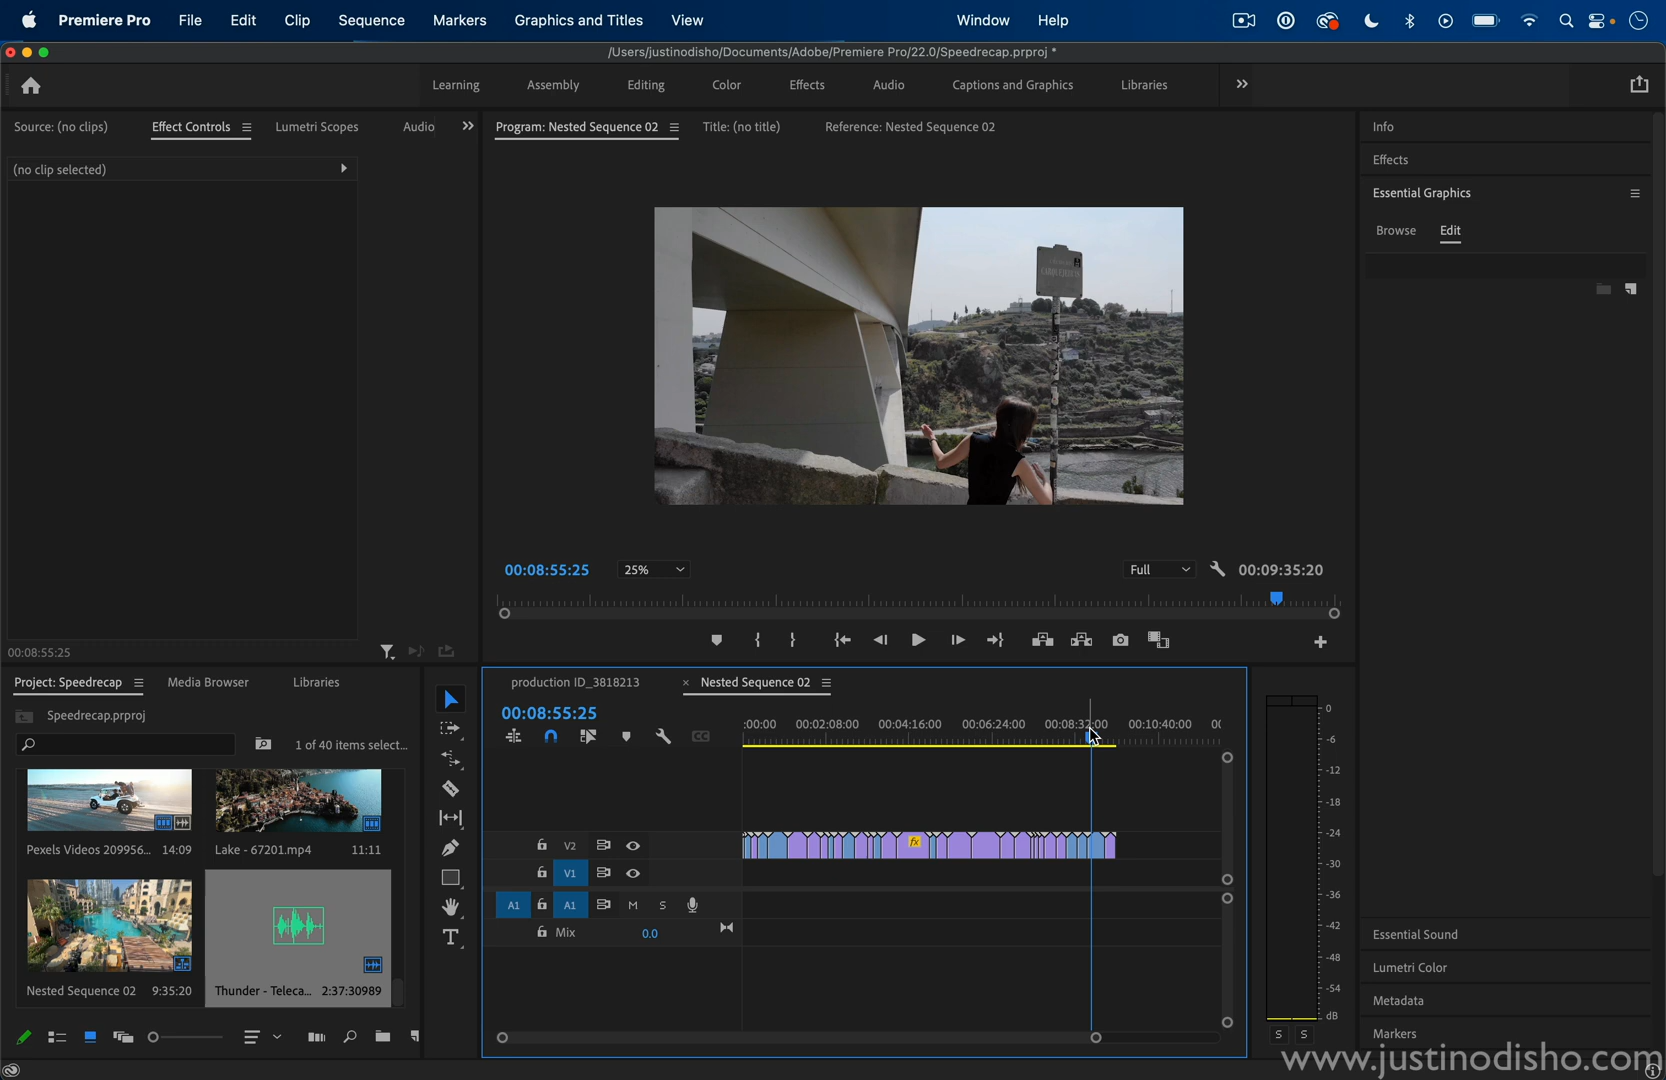 Premiere Pro File Edit Clip Sequence Markers Graphics and Titles View Window Help
/Users/justinodisho/Documents/Adobe/Premiere Pro/22.0/Speedrecap.prproj *
Learning Assembly Editing Color Effects Audio Captions and Graphics Libraries
Source: (no clips) Effect Controls Lumetri Scopes Audio
Program: Nested Sequence 02 Title: (no title) Reference: Nested Sequence 02
(no clip selected)
00:08:55:25 25% Full 00:09:35:20
00:08:55:25
Info
Effects
Essential Graphics
Browse Edit
Project: Speedrecap Media Browser Libraries
Speedrecap.prproj
1 of 40 items select...
Pexels Videos 209956... 14:09 Lake - 67201.mp4 11:11
Nested Sequence 02 9:35:20 Thunder - Teleca... 2:37:30989
production ID_3818213 × Nested Sequence 02
00:08:55:25
:00:00 00:02:08:00 00:04:16:00 00:06:24:00 00:08:32:00 00:10:40:00 00
fx
V2
V1
A1 A1 M S
Mix 0.0
0
-6
-12
-18
-24
-30
-36
-42
-48
-54
dB
S S
Essential Sound
Lumetri Color
Metadata
Markers
www.justinodisho.com